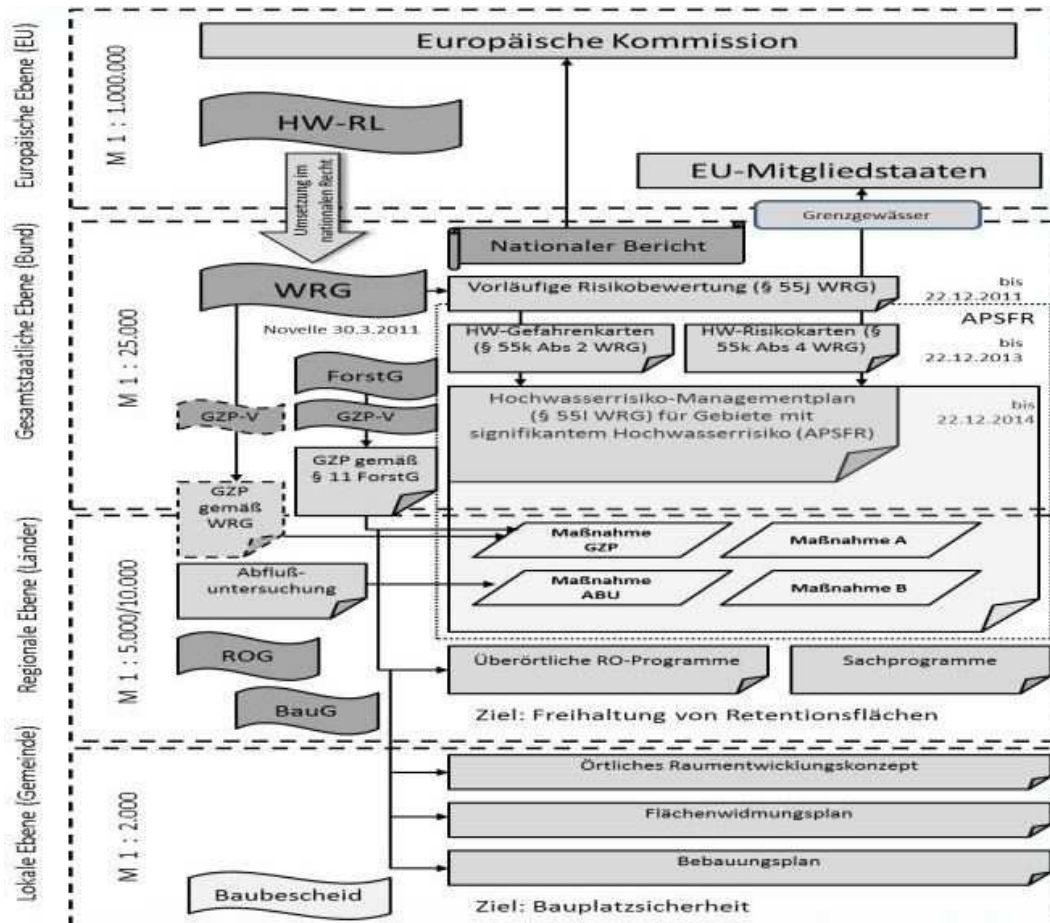 Europäische Ebene (EU)
M 1 : 1.000.000
Europäische Kommission
HW-RL
Umsetzung im
nationalen Recht
EU-Mitgliedstaaten
Grenzgewässer
Gesamtstaatliche Ebene (Bund)
M 1 : 25.000
Nationaler Bericht
WRG
Vorläufige Risikobewertung (§ 55j WRG)
bis
22.12.2011
Novelle 30.3.2011
APSFR
HW-Gefahrenkarten
(§ 55k Abs 2 WRG)
HW-Risikokarten (§
55k Abs 4 WRG)
bis
22.12.2013
ForstG
GZP-V
GZP-V
Hochwasserrisiko-Managementplan
(§ 55l WRG) für Gebiete mit
signifikantem Hochwasserrisiko (APSFR)
bis
22.12.2014
GZP gemäß
§ 11 ForstG
GZP
gemäß
WRG
Regionale Ebene (Länder)
M 1 : 5.000/10.000
Maßnahme
GZP
Maßnahme A
Abfluß-
untersuchung
Maßnahme
ABU
Maßnahme B
ROG
Überörtliche RO-Programme
Sachprogramme
BauG
Ziel: Freihaltung von Retentionsflächen
Lokale Ebene (Gemeinde)
M 1 : 2.000
Örtliches Raumentwicklungskonzept
Flächenwidmungsplan
Bebauungsplan
Baubescheid
Ziel: Bauplatzsicherheit